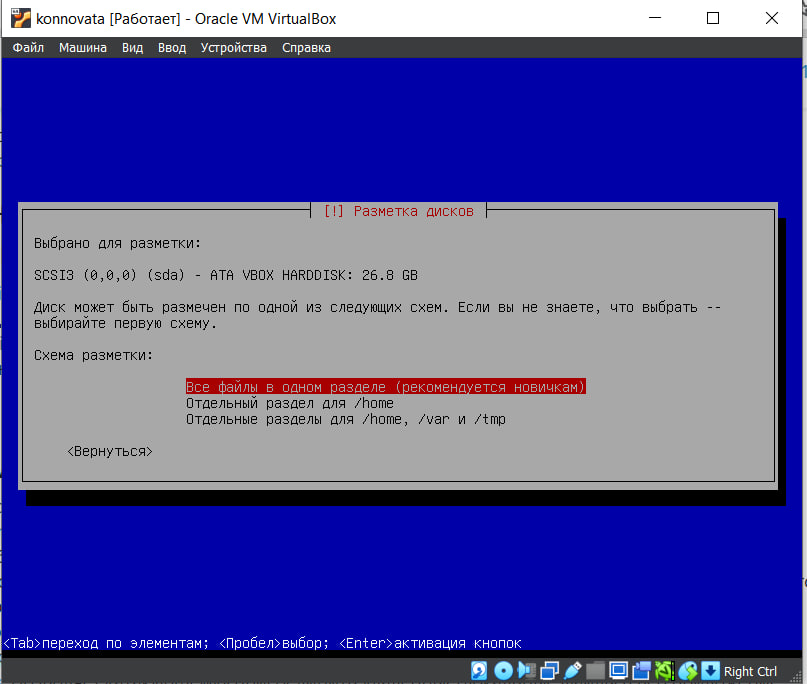 konnovata [Работает] - Oracle VM VirtualBox
Файл Машина Вид Ввод Устройства Справка
[!] Разметка дисков
Выбрано для разметки:
SCSI3 (0,0,0) (sda) - ATA VBOX HARDDISK: 26.8 GB
Диск может быть размечен по одной из следующих схем. Если вы не знаете, что выбрать --
выбирайте первую схему.
Схема разметки:
Все файлы в одном разделе (рекомендуется новичкам)
Отдельный раздел для /home
Отдельные разделы для /home, /var и /tmp
<Вернуться>
<Tab>переход по элементам; <Пробел>выбор; <Enter>активация кнопок
Right Ctrl